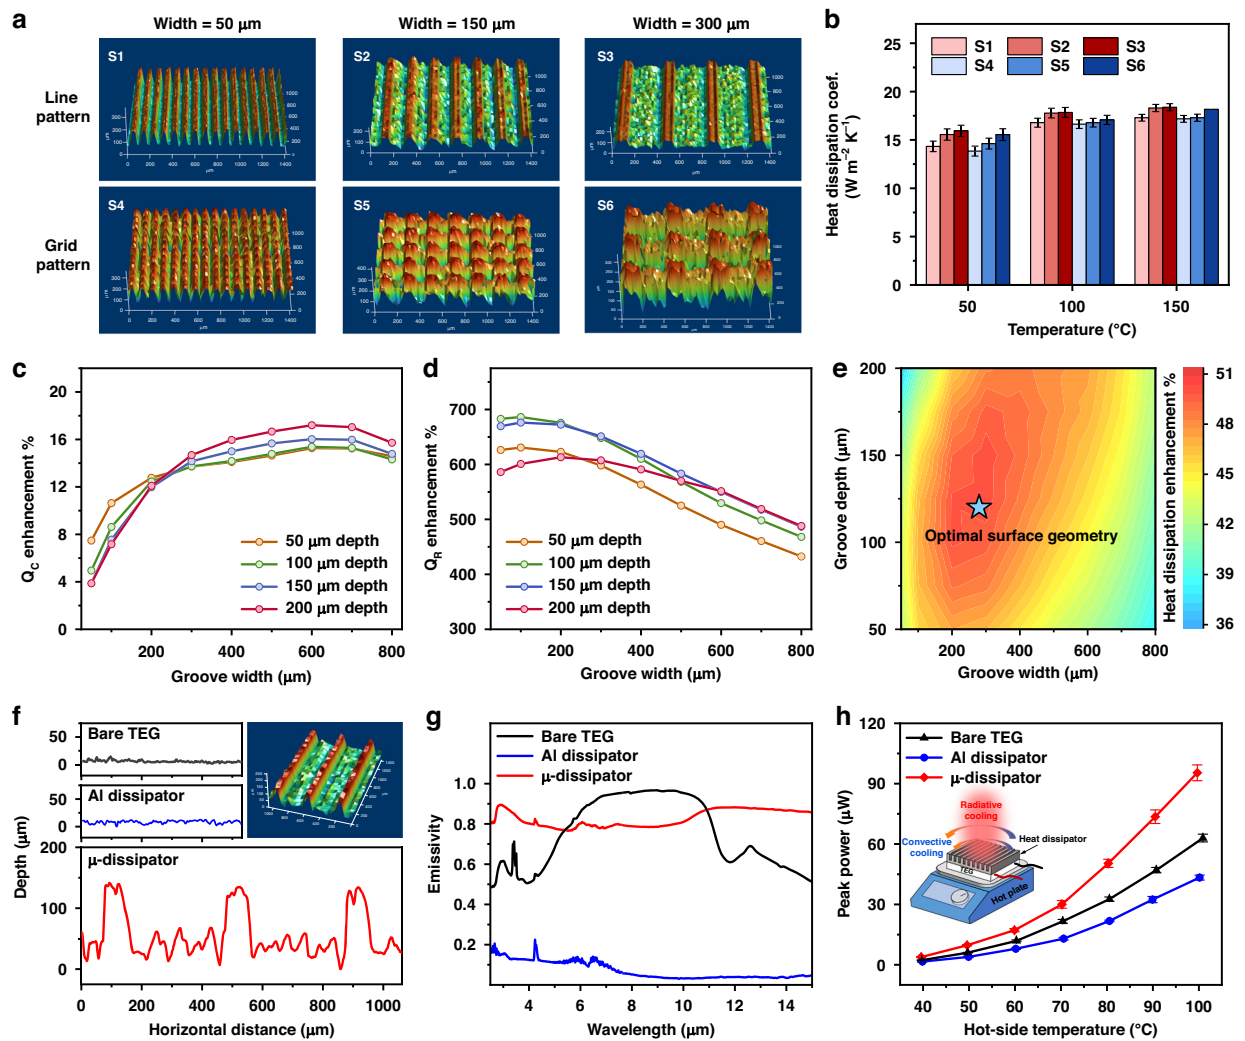 a
Width = 50 μm
Width = 150 μm
Width = 300 μm
Line
pattern
Grid
pattern
S1
S2
S3
S4
S5
S6
b
Heat dissipation coef.
(W m⁻² K⁻¹)
25
20
15
10
5
0
S1 S2 S3
S4 S5 S6
50 100 150
Temperature (°C)
c
Q_C enhancement %
20
16
12
8
4
0
50 μm depth
100 μm depth
150 μm depth
200 μm depth
200 400 600 800
Groove width (μm)
d
Q_R enhancement %
700
600
500
400
300
50 μm depth
100 μm depth
150 μm depth
200 μm depth
200 400 600 800
Groove width (μm)
e
Groove depth (μm)
200
150
100
50
Optimal surface geometry
200 400 600 800
Groove width (μm)
Heat dissipation enhancement %
51
48
45
42
39
36
f
Depth (μm)
Bare TEG
50
0
Al dissipator
50
0
μ-dissipator
200
100
0
0 200 400 600 800 1000
Horizontal distance (μm)
g
Bare TEG
Al dissipator
μ-dissipator
Emissivity
1.0
0.8
0.6
0.4
0.2
4 6 8 10 12 14
Wavelength (μm)
h
Peak power (μW)
120
90
60
30
0
Bare TEG
Al dissipator
μ-dissipator
Radiative
cooling
Convective
cooling
Heat dissipator
TEG
Hot plate
40 50 60 70 80 90 100
Hot-side temperature (°C)